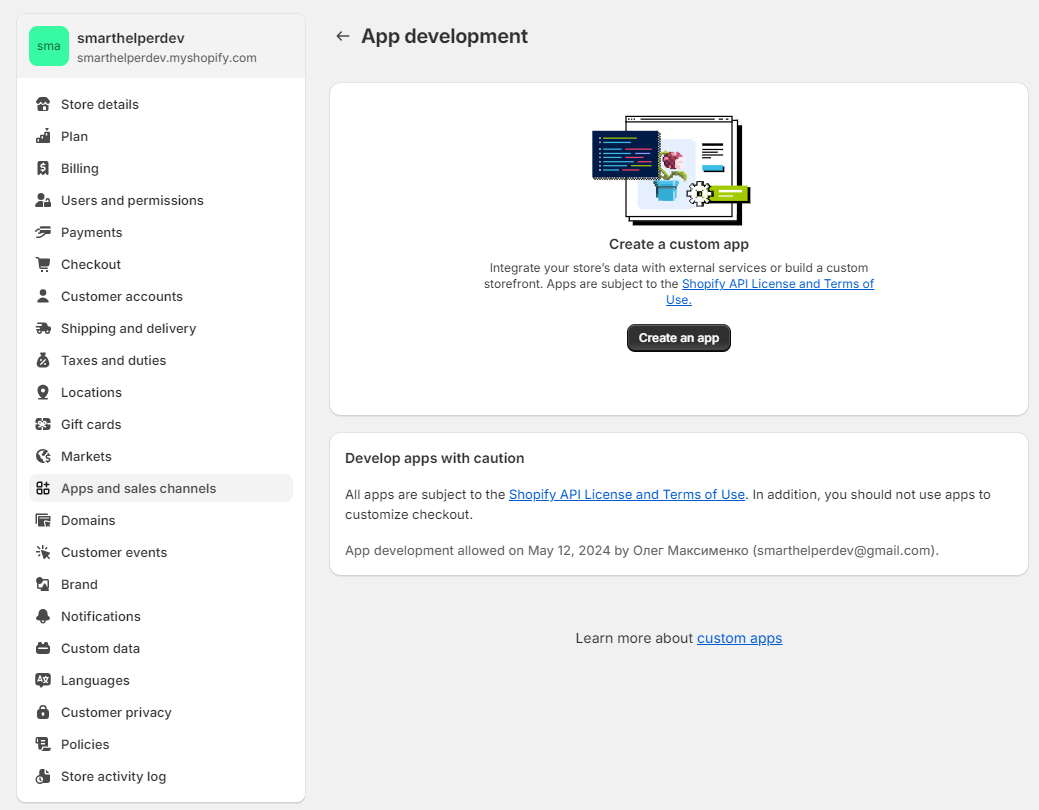 sma
smarthelperdev
smarthelperdev.myshopify.com
Store details
Plan
Billing
Users and permissions
Payments
Checkout
Customer accounts
Shipping and delivery
Taxes and duties
Locations
Gift cards
Markets
Apps and sales channels
Domains
Customer events
Brand
Notifications
Custom data
Languages
Customer privacy
Policies
Store activity log
App development
Create a custom app
Integrate your store’s data with external services or build a custom
storefront. Apps are subject to the Shopify API License and Terms of
Use.
Create an app
Develop apps with caution
All apps are subject to the Shopify API License and Terms of Use. In addition, you should not use apps to
customize checkout.
App development allowed on May 12, 2024 by Олег Максименко (smarthelperdev@gmail.com).
Learn more about custom apps